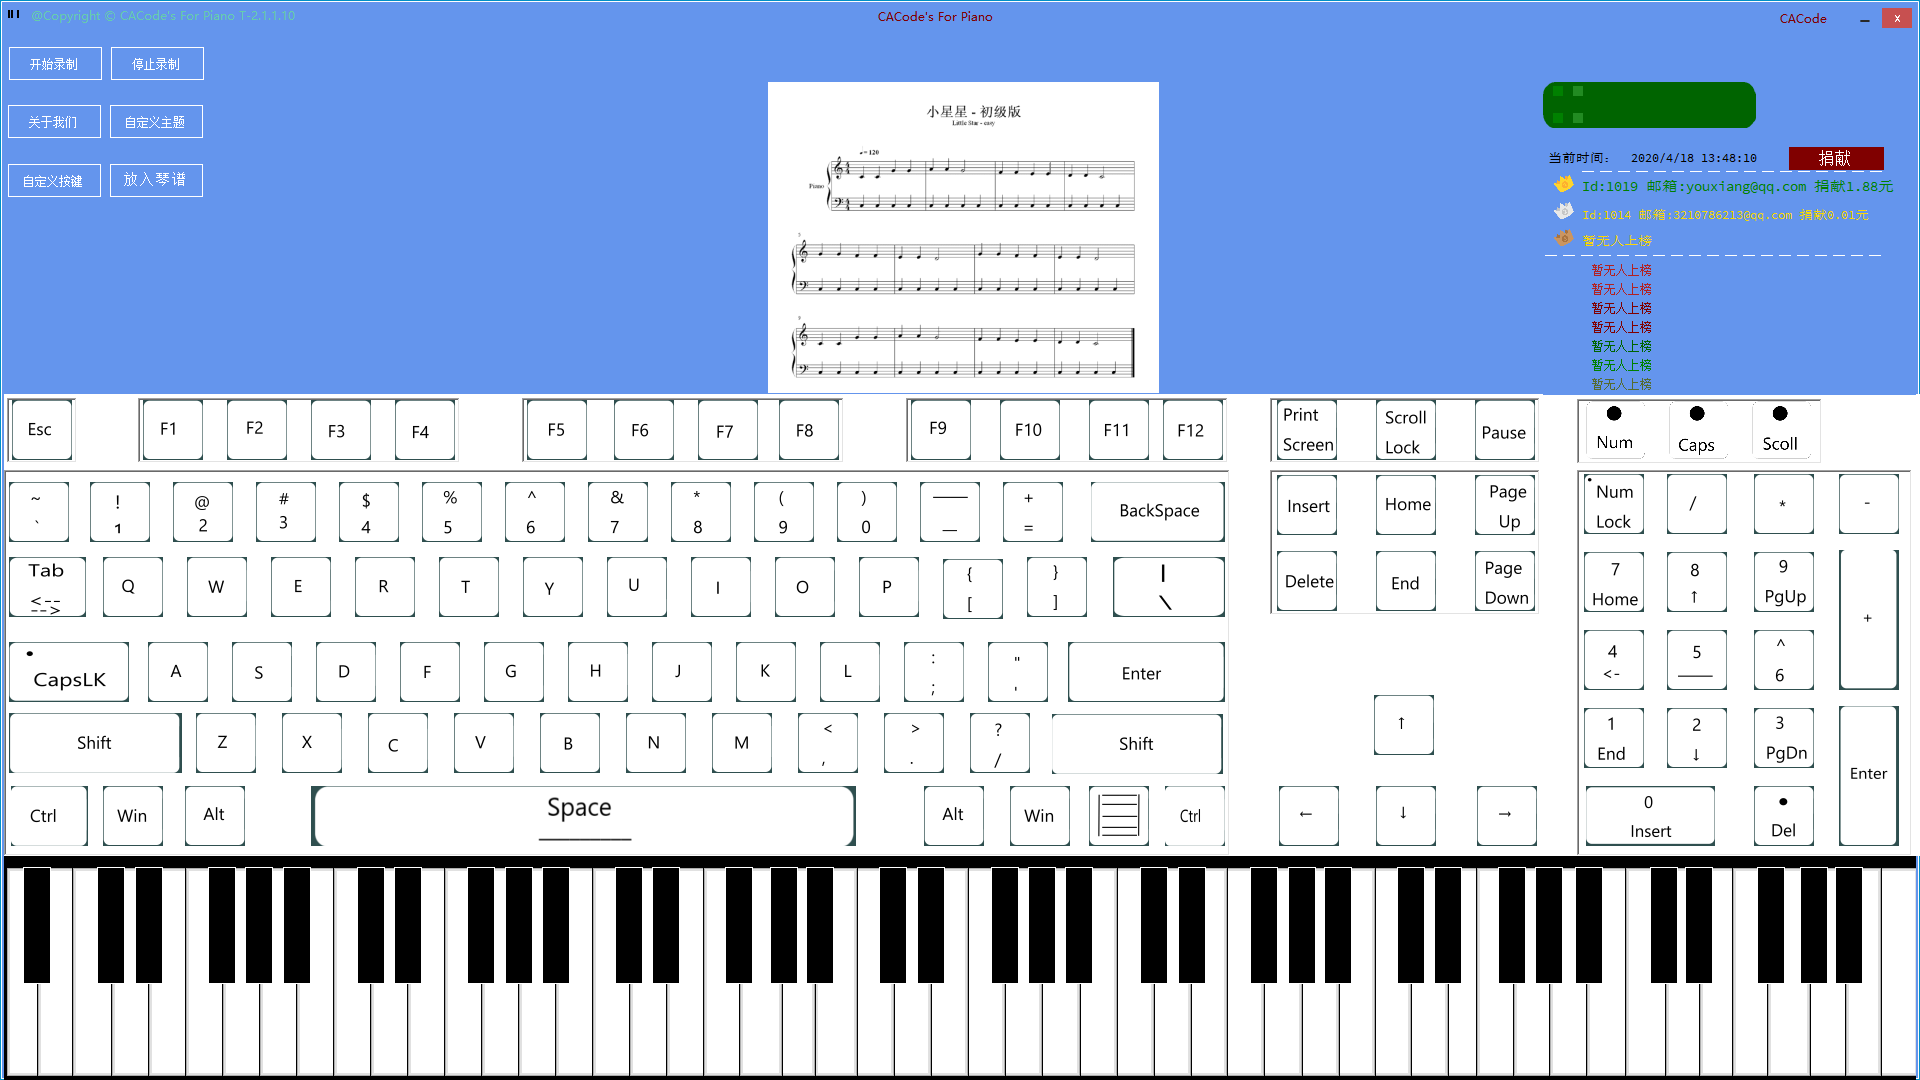 @Copyright © CACode's For Piano T-2.1.1.10
CACode's For Piano
CACode
x
开始录制
停止录制
关于我们
自定义主题
自定义按键
放入琴谱
小星星 - 初级版
Little Star - easy
= 120
Piano
5
9
当前时间：
2020/4/18 13:48:10
捐献
Id:1019 邮箱:youxiang@qq.com 捐献1.88元
Id:1014 邮箱:3210786213@qq.com 捐献0.01元
暂无人上榜
暂无人上榜
暂无人上榜
暂无人上榜
暂无人上榜
暂无人上榜
暂无人上榜
暂无人上榜
Esc F1 F2 F3 F4 F5 F6 F7 F8 F9 F10 F11 F12
Print Screen
Scroll Lock
Pause
Num Caps Scoll
~ ` ! 1 @ 2 # 3 $ 4 % 5 ^ 6 & 7 * 8 ( 9 ) 0 — _ + = BackSpace
Insert Home Page Up
Num Lock / * -
Tab <-- --> Q W E R T Y U I O P { [ } ] | \
Delete End Page Down
7 Home 8 ↑ 9 PgUp +
CapsLK A S D F G H J K L : ; " ' Enter
4 <- 5 — ^ 6
Shift Z X C V B N M < , > . ? / Shift
↑
1 End 2 ↓ 3 PgDn Enter
Ctrl Win Alt Space Alt Win Ctrl
← ↓ →
0 Insert • Del